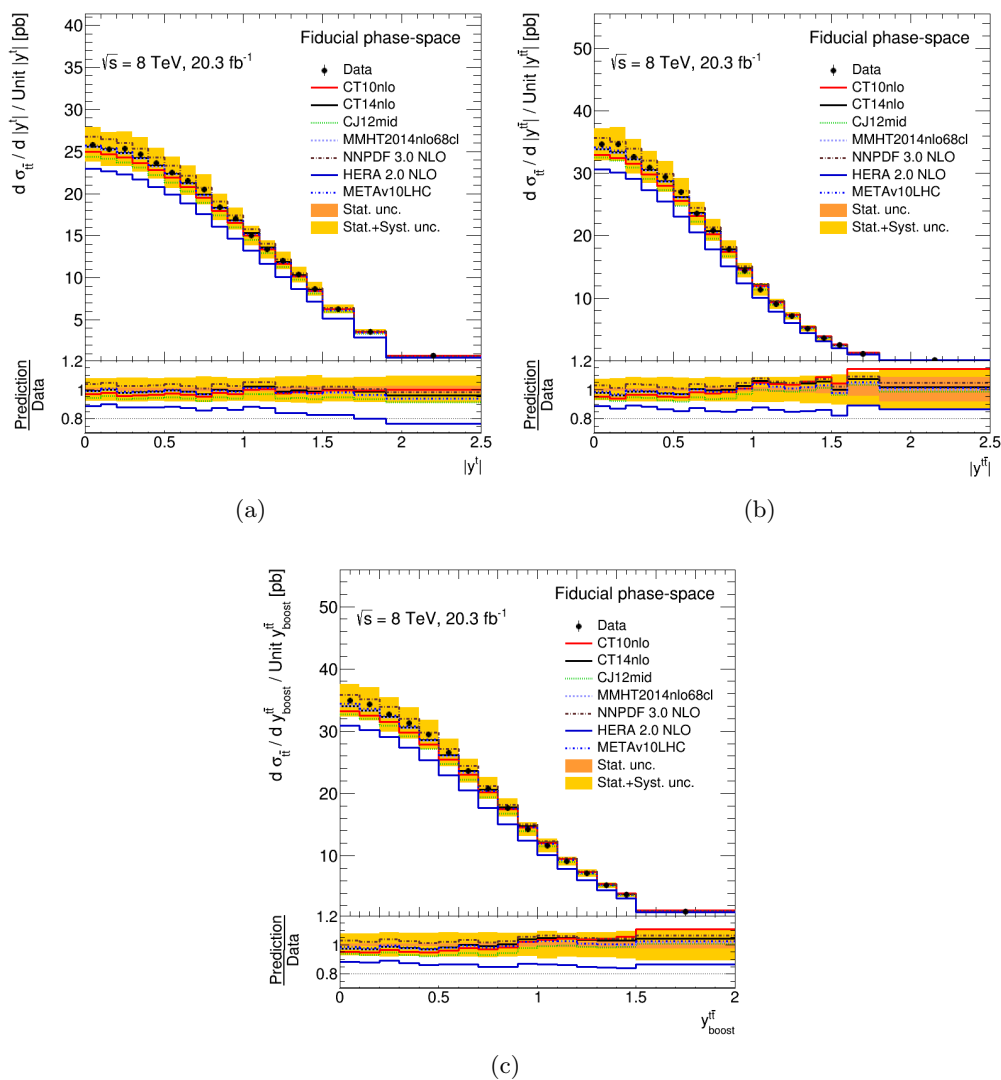 d σ_tt̄ / d |y^t| / Unit |y^t| [pb]
40
35
30
25
20
15
10
5
Fiducial phase-space
√s = 8 TeV, 20.3 fb⁻¹
Data
CT10nlo
CT14nlo
CJ12mid
MMHT2014nlo68cl
NNPDF 3.0 NLO
HERA 2.0 NLO
METAv10LHC
Stat. unc.
Stat.+Syst. unc.
Prediction
Data
1.2
1
0.8
0 0.5 1 1.5 2 2.5
|y^t|
(a)
d σ_tt̄ / d |y^tt̄| / Unit |y^tt̄| [pb]
50
40
30
20
10
Fiducial phase-space
√s = 8 TeV, 20.3 fb⁻¹
Data
CT10nlo
CT14nlo
CJ12mid
MMHT2014nlo68cl
NNPDF 3.0 NLO
HERA 2.0 NLO
METAv10LHC
Stat. unc.
Stat.+Syst. unc.
Prediction
Data
1.2
1
0.8
0 0.5 1 1.5 2 2.5
|y^tt̄|
(b)
d σ_tt̄ / d y^tt̄_boost / Unit y^tt̄_boost [pb]
50
40
30
20
10
Fiducial phase-space
√s = 8 TeV, 20.3 fb⁻¹
Data
CT10nlo
CT14nlo
CJ12mid
MMHT2014nlo68cl
NNPDF 3.0 NLO
HERA 2.0 NLO
METAv10LHC
Stat. unc.
Stat.+Syst. unc.
Prediction
Data
1.2
1
0.8
0 0.5 1 1.5 2
y^tt̄_boost
(c)